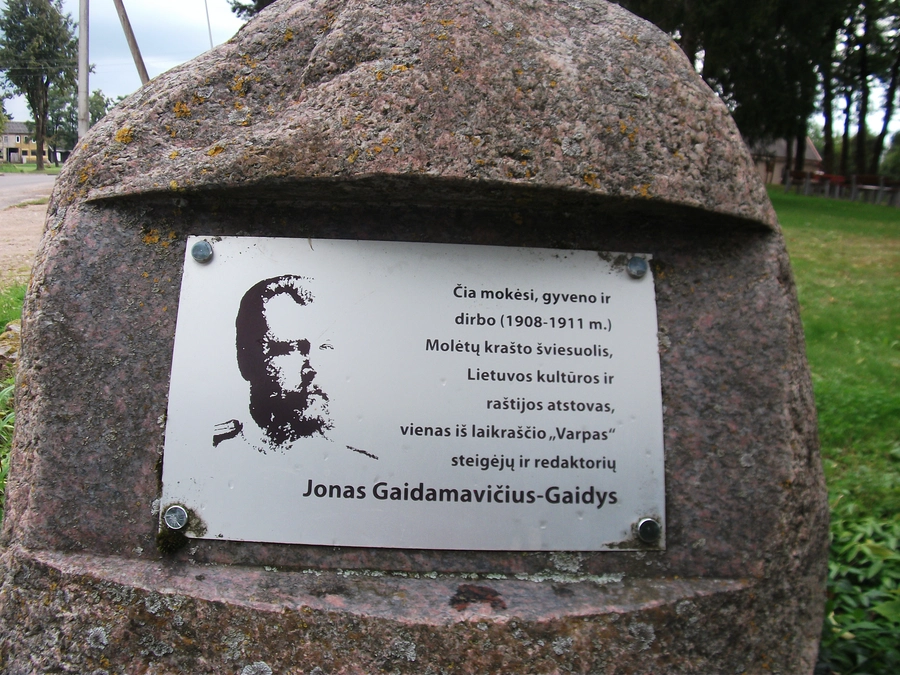 Čia mokėsi, gyveno ir
dirbo (1908-1911 m.)
Molėtų krašto šviesuolis,
Lietuvos kultūros ir
raštijos atstovas,
vienas iš laikraščio „Varpas“
steigėjų ir redaktorių
Jonas Gaidamavičius-Gaidys